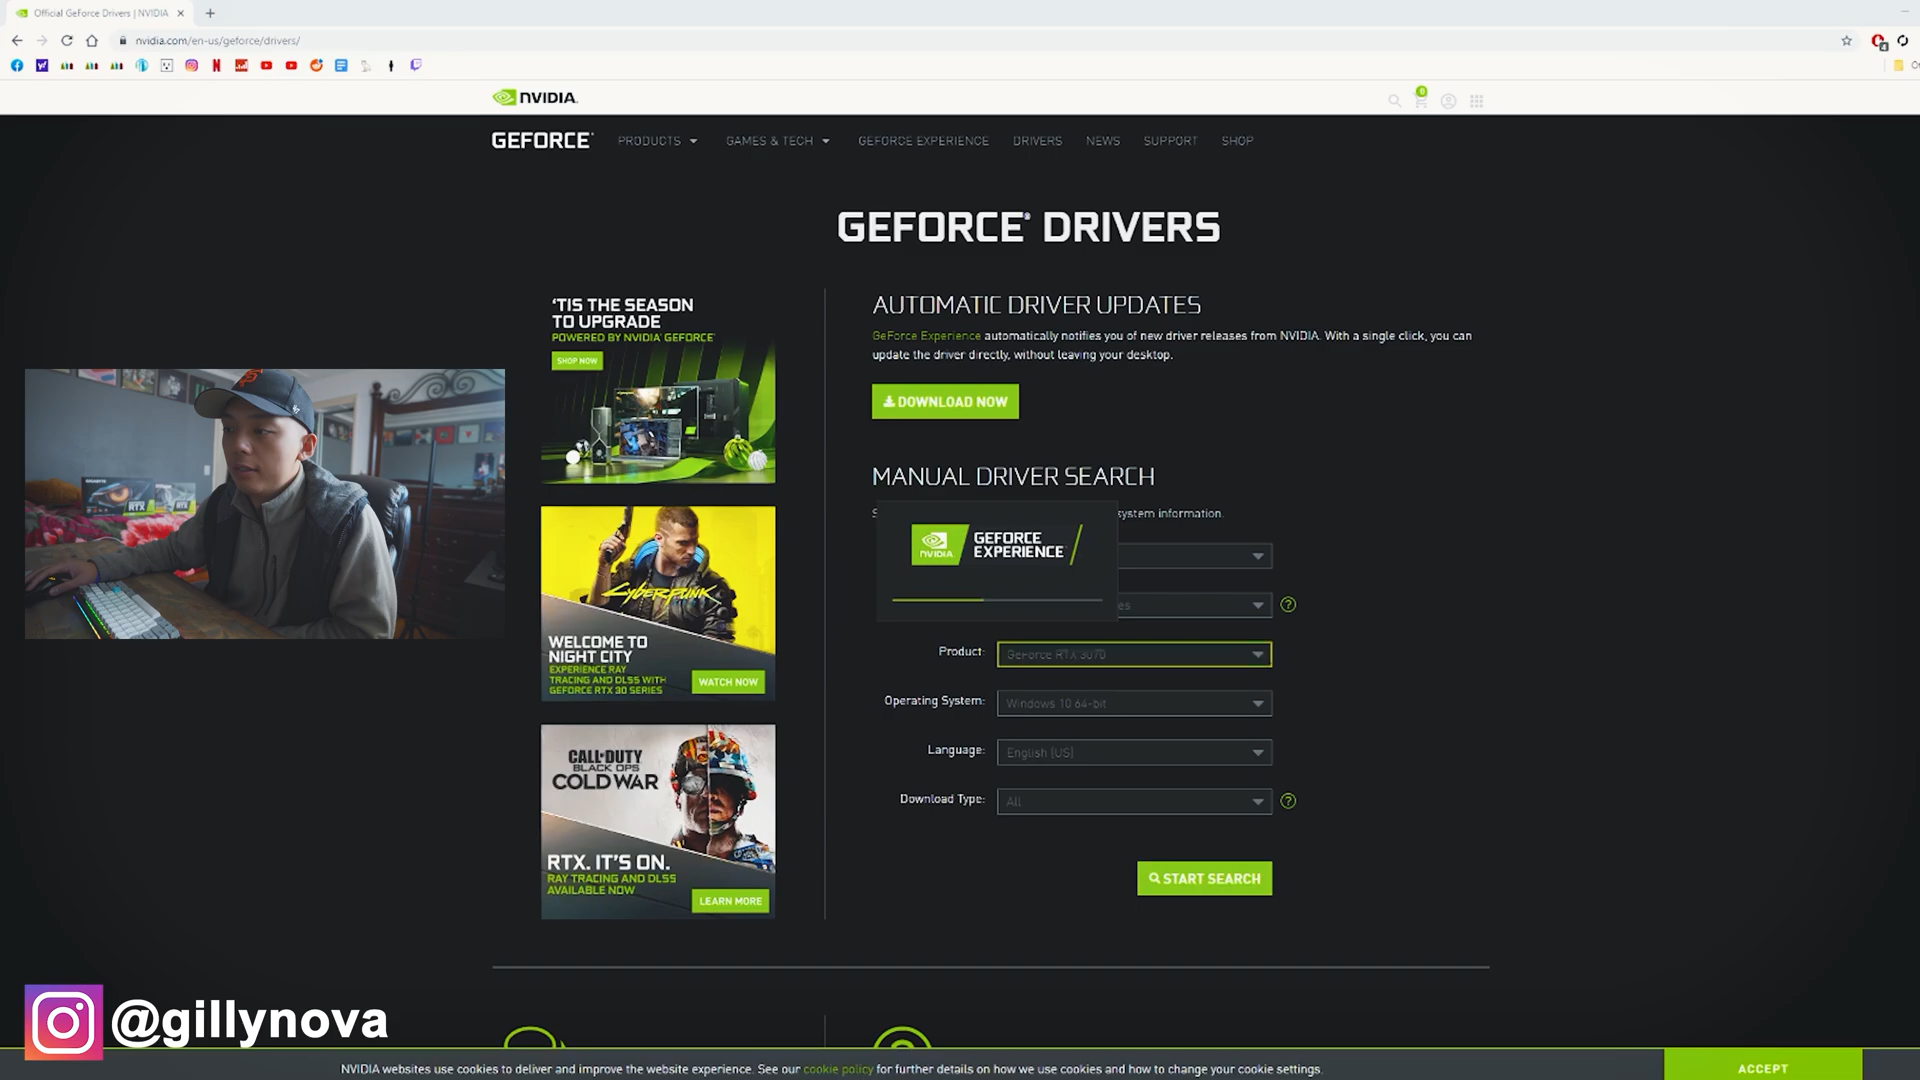 Official GeForce Drivers | NVIDIA
nvidia.com/en-us/geforce/drivers/
NVIDIA.
0
GEFORCE
PRODUCTS
GAMES & TECH
GEFORCE EXPERIENCE
DRIVERS
NEWS
SUPPORT
SHOP
GEFORCE® DRIVERS
'TIS THE SEASON
TO UPGRADE
POWERED BY NVIDIA GEFORCE
SHOP NOW
CYBERPUNK
WELCOME TO
NIGHT CITY
EXPERIENCE RAY
TRACING AND DLSS WITH
GEFORCE RTX 30 SERIES
WATCH NOW
CALL OF DUTY
BLACK OPS
COLD WAR
RTX. IT'S ON.
RAY TRACING AND DLSS
AVAILABLE NOW
LEARN MORE
AUTOMATIC DRIVER UPDATES
GeForce Experience automatically notifies you of new driver releases from NVIDIA. With a single click, you can
update the driver directly, without leaving your desktop.
DOWNLOAD NOW
MANUAL DRIVER SEARCH
system information.
NVIDIA
GEFORCE
EXPERIENCE
es
Product: GeForce RTX 3070
Operating System: Windows 10 64-bit
Language: English (US)
Download Type: All
START SEARCH
GIGABYTE
RTX
@gillynova
NVIDIA websites use cookies to deliver and improve the website experience. See our cookie policy for further details on how we use cookies and how to change your cookie settings.
ACCEPT